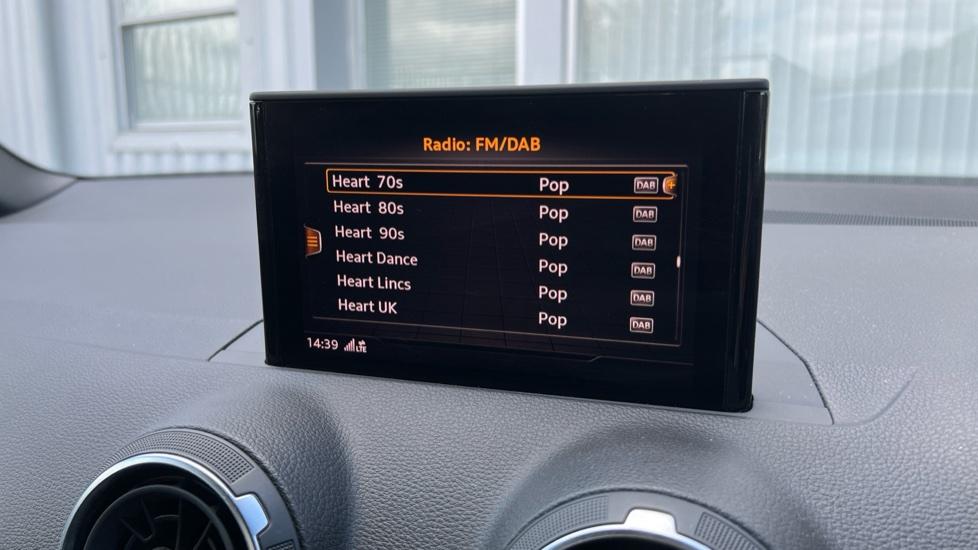 Radio: FM/DAB
Heart 70s Pop DAB +
Heart 80s Pop DAB
Heart 90s Pop DAB
Heart Dance Pop DAB
Heart Lincs Pop DAB
Heart UK Pop DAB
14:39 LTE